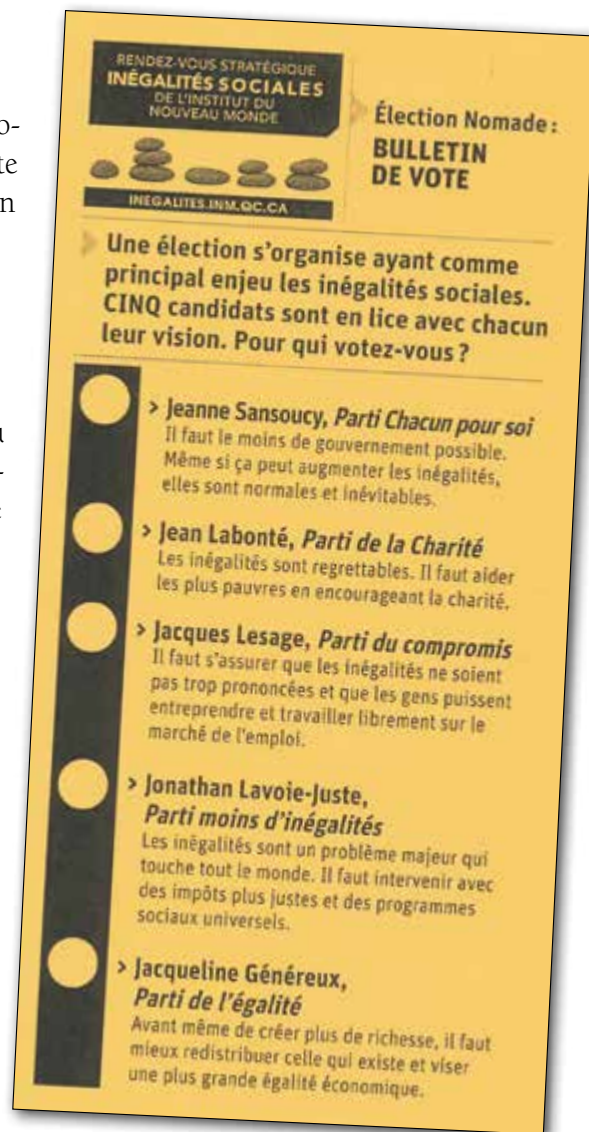 RENDEZ-VOUS STRATÉGIQUE
INÉGALITÉS SOCIALES
DE L'INSTITUT DU
NOUVEAU MONDE
INEGALITES.INM.QC.CA
Élection Nomade :
BULLETIN
DE VOTE
Une élection s'organise ayant comme
principal enjeu les inégalités sociales.
CINQ candidats sont en lice avec chacun
leur vision. Pour qui votez-vous ?
> Jeanne Sansoucy, Parti Chacun pour soi
Il faut le moins de gouvernement possible.
Même si ça peut augmenter les inégalités,
elles sont normales et inévitables.
> Jean Labonté, Parti de la Charité
Les inégalités sont regrettables. Il faut aider
les plus pauvres en encourageant la charité.
> Jacques Lesage, Parti du compromis
Il faut s'assurer que les inégalités ne soient
pas trop prononcées et que les gens puissent
entreprendre et travailler librement sur le
marché de l'emploi.
> Jonathan Lavoie-Juste,
Parti moins d'inégalités
Les inégalités sont un problème majeur qui
touche tout le monde. Il faut intervenir avec
des impôts plus justes et des programmes
sociaux universels.
> Jacqueline Généreux,
Parti de l'égalité
Avant même de créer plus de richesse, il faut
mieux redistribuer celle qui existe et viser
une plus grande égalité économique.